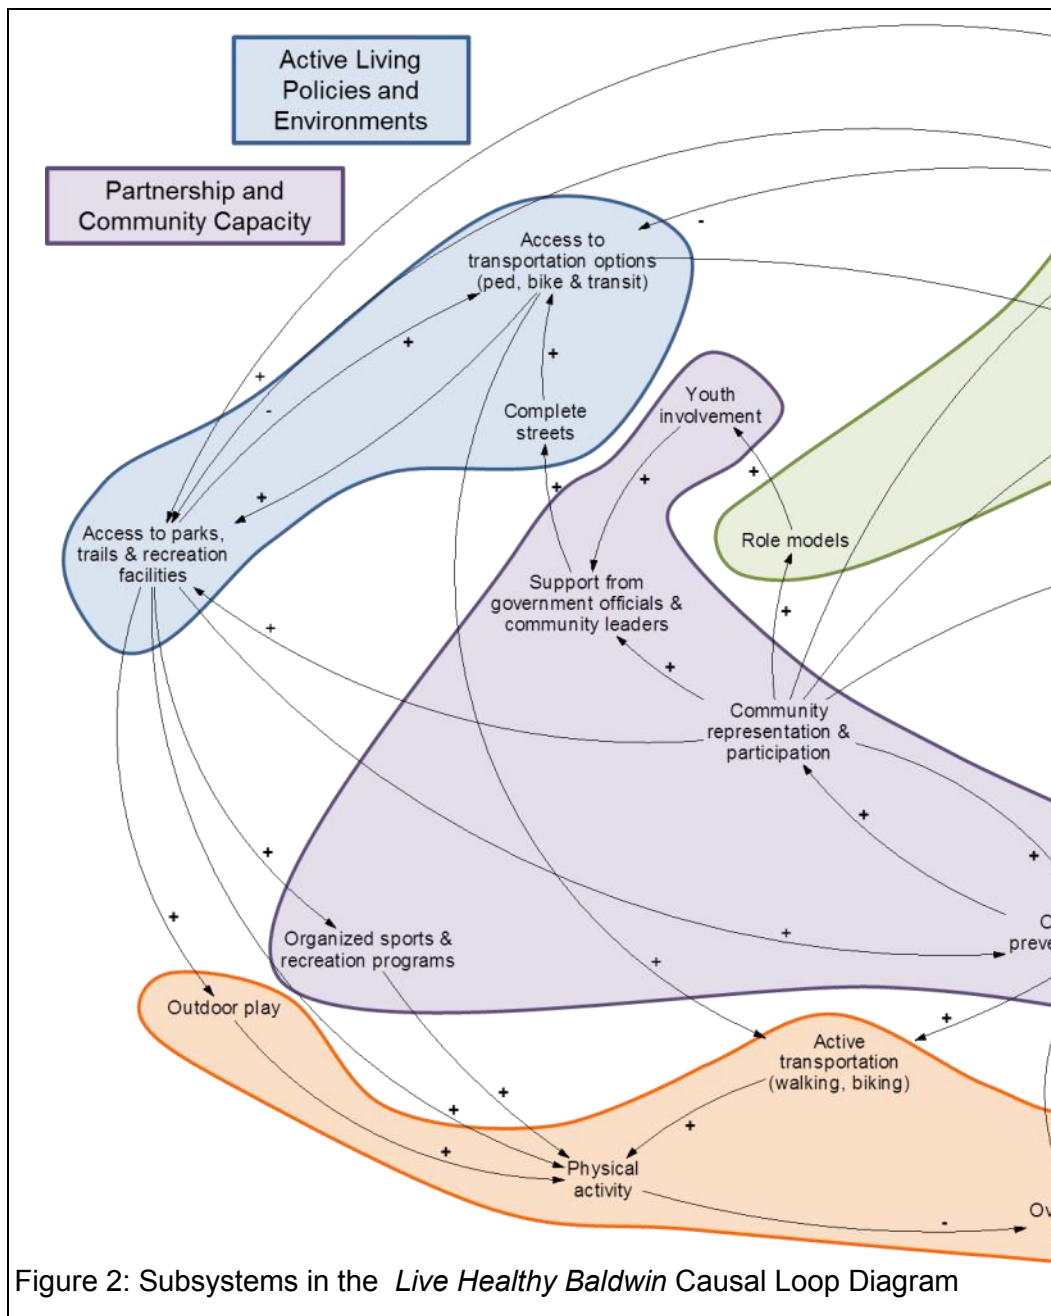 Active Living
Policies and
Environments
Partnership and
Community Capacity
-
Access to
transportation options
(ped, bike & transit)
+
+
+
-
Complete
streets
Youth
involvement
+
+
+
+
Access to parks,
trails & recreation
facilities
Role models
Support from
government officials &
community leaders
+
+
+
Community
representation &
participation
+
+
+
+
+
+
Organized sports &
recreation programs
+
Outdoor play
+
Active
transportation
(walking, biking)
+
+
+
+
Physical
activity
-
Figure 2: Subsystems in the Live Healthy Baldwin Causal Loop Diagram